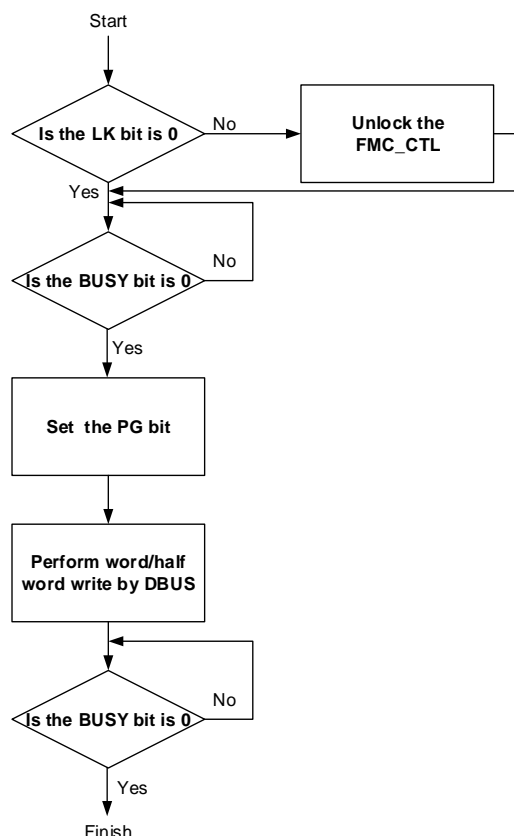 Start
Is the LK bit is 0
No
Unlock the
FMC_CTL
Yes
No
Is the BUSY bit is 0
Yes
Set the PG bit
Perform word/half
word write by DBUS
No
Is the BUSY bit is 0
Yes
Finish